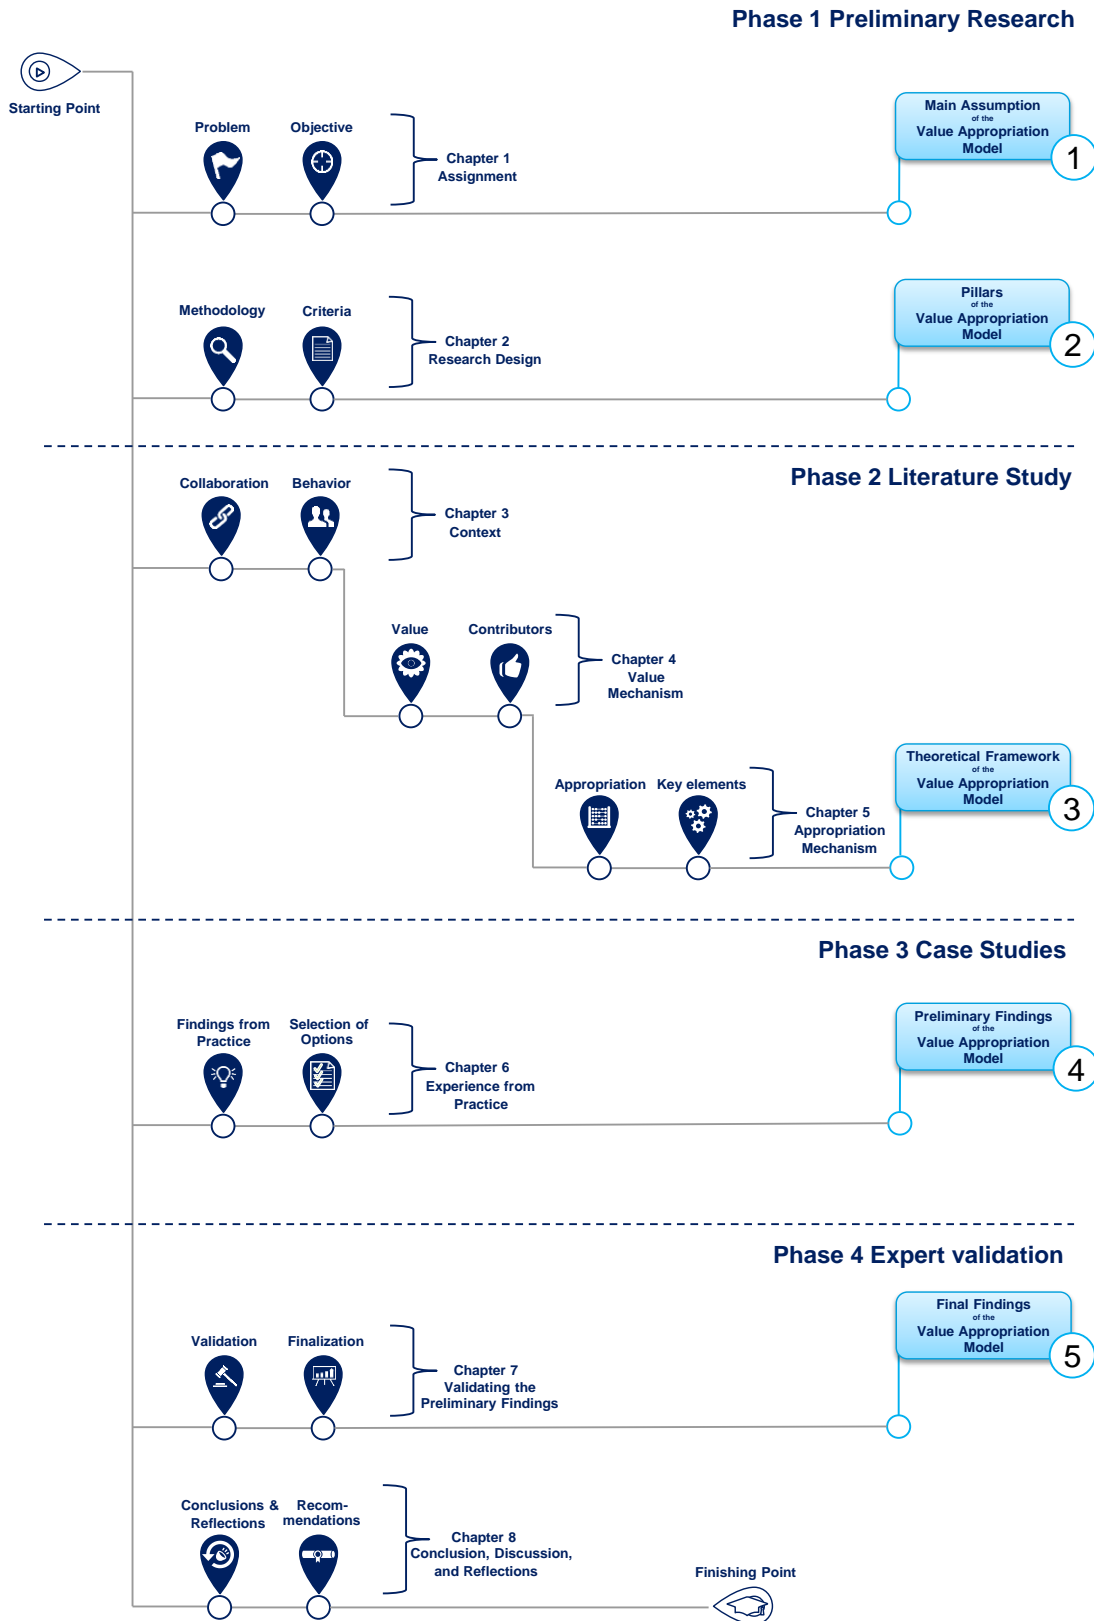 Phase 1 Preliminary Research
Starting Point
Problem
Objective
Chapter 1
Assignment
Main Assumption
of the
Value Appropriation
Model
1
Methodology
Criteria
Chapter 2
Research Design
Pillars
of the
Value Appropriation
Model
2
Phase 2 Literature Study
Collaboration
Behavior
Chapter 3
Context
Value
Contributors
Chapter 4
Value
Mechanism
Appropriation
Key elements
Chapter 5
Appropriation
Mechanism
Theoretical Framework
of the
Value Appropriation
Model
3
Phase 3 Case Studies
Findings from
Practice
Selection of
Options
Chapter 6
Experience from
Practice
Preliminary Findings
of the
Value Appropriation
Model
4
Phase 4 Expert validation
Validation
Finalization
Chapter 7
Validating the
Preliminary Findings
Final Findings
of the
Value Appropriation
Model
5
Conclusions &
Reflections
Recom-
mendations
Chapter 8
Conclusion, Discussion,
and Reflections
Finishing Point